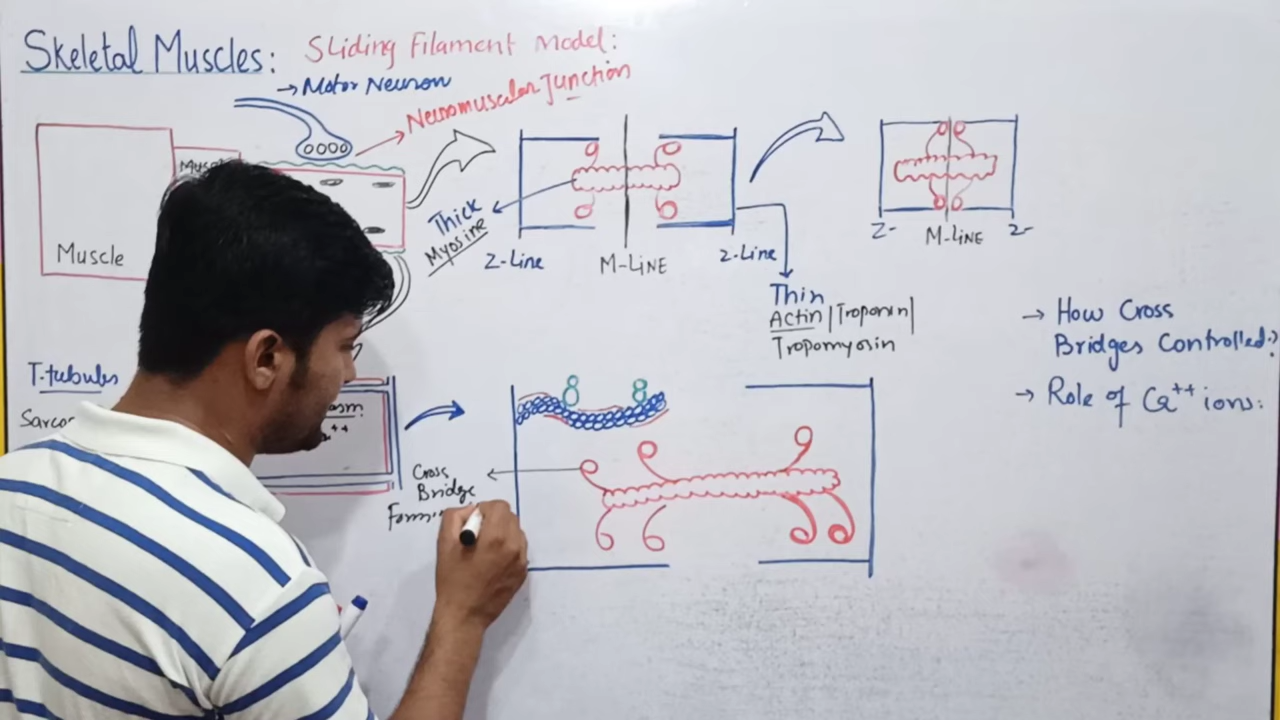 Skeletal Muscles: Sliding Filament Model:
→ Motor Neuron
Neuromuscular Junction
Muscle
Thick
Myosine
Z-Line
M-LiNE
Z-Line
Z-
M-LiNE
Z-
Thin
Actin/Troponin/
Tropomyosin
→ How Cross
Bridges Controlled?
→ Role of Ca++ ions:
T-tubules
Cross
Bridge